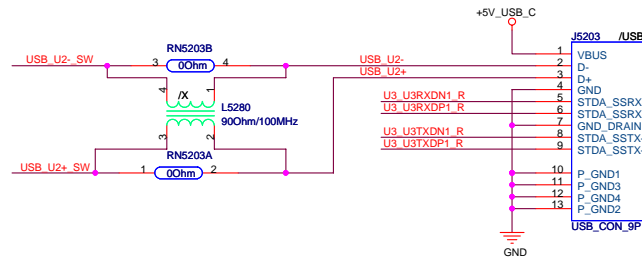 +5V_USB_C
J5203 /USB
RN5203B
USB_U2-_SW 3 0Ohm 4 USB_U2- 1 VBUS
USB_U2+ 2 D-
3 D+
/X 4 GND
4 1 L5280 U3_U3RXDN1_R 5 STDA_SSRX
90Ohm/100MHz U3_U3RXDP1_R 6 STDA_SSRX
7 GND_DRAIN
3 2 U3_U3TXDN1_R 8 STDA_SSTX
RN5203A U3_U3TXDP1_R 9 STDA_SSTX
USB_U2+_SW 1 0Ohm 2 10 P_GND1
11 P_GND3
12 P_GND4
13 P_GND2
USB_CON_9P
GND